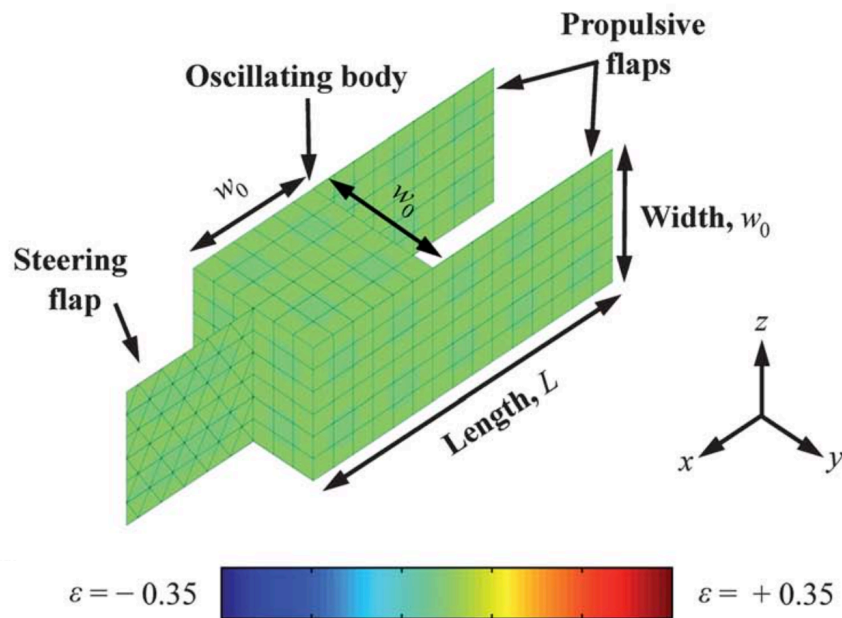 Propulsive
flaps
Oscillating body
w₀
w₀
Width, w₀
Steering
flap
Length, L
z
x
y
ε = − 0.35
ε = + 0.35